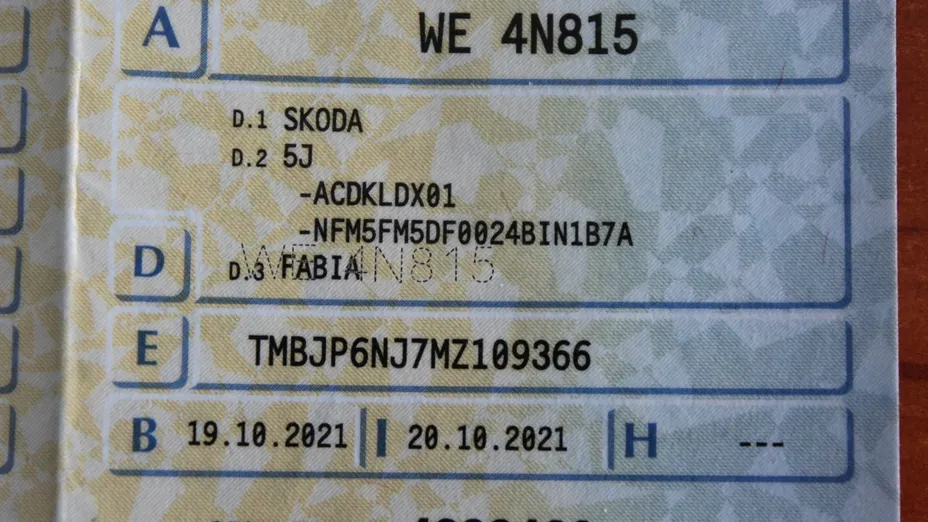 A WE 4N815
D.1 SKODA
D.2 5J
-ACDKLDX01
-NFM5FM5DF0024BIN1B7A
D D.3 FABIA
WE 4N815
E TMBJP6NJ7MZ109366
B 19.10.2021 I 20.10.2021 H ---